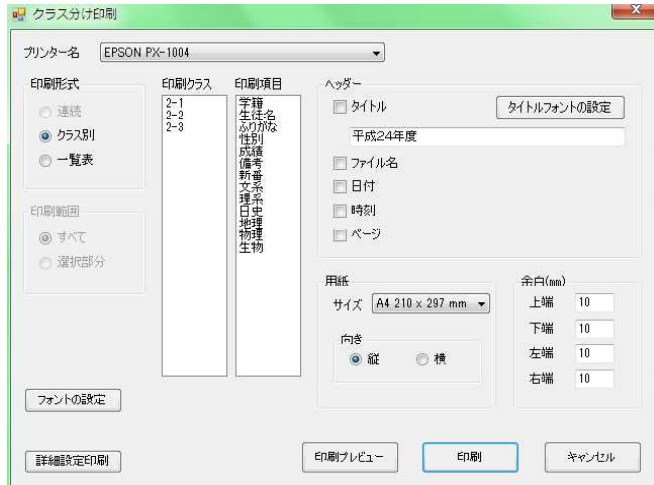 クラス分け印刷
プリンター名 EPSON PX-1004
印刷形式
連続
クラス別
一覧表
印刷範囲
すべて
選択部分
フォントの設定
詳細設定印刷
印刷クラス
2-1
2-2
2-3
印刷項目
学籍
生徒名
ふりがな
性別
成績
備考
新番
文系
理系
日史
地理
物理
生物
ヘッダー
タイトル タイトルフォントの設定
平成24年度
ファイル名
日付
時刻
ページ
用紙
サイズ A4 210 x 297 mm
向き
縦 横
余白(mm)
上端 10
下端 10
左端 10
右端 10
印刷プレビュー 印刷 キャンセル